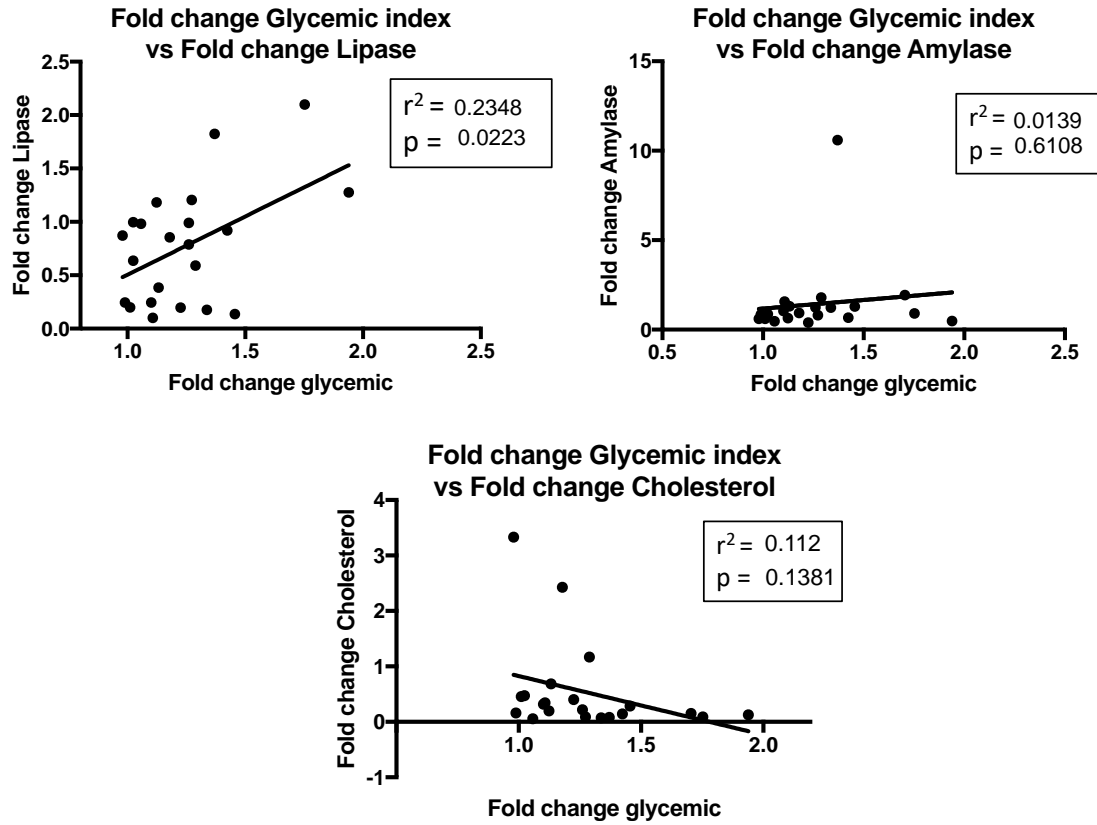 Fold change Glycemic index
vs Fold change Lipase
Fold change Lipase
2.5
2.0
1.5
1.0
0.5
0.0
1.0 1.5 2.0 2.5
Fold change glycemic
r² = 0.2348
p = 0.0223
Fold change Glycemic index
vs Fold change Amylase
Fold change Amylase
15
10
5
0
0.5 1.0 1.5 2.0 2.5
Fold change glycemic
r² = 0.0139
p = 0.6108
Fold change Glycemic index
vs Fold change Cholesterol
Fold change Cholesterol
4
3
2
1
0
-1
1.0 1.5 2.0
Fold change glycemic
r² = 0.112
p = 0.1381